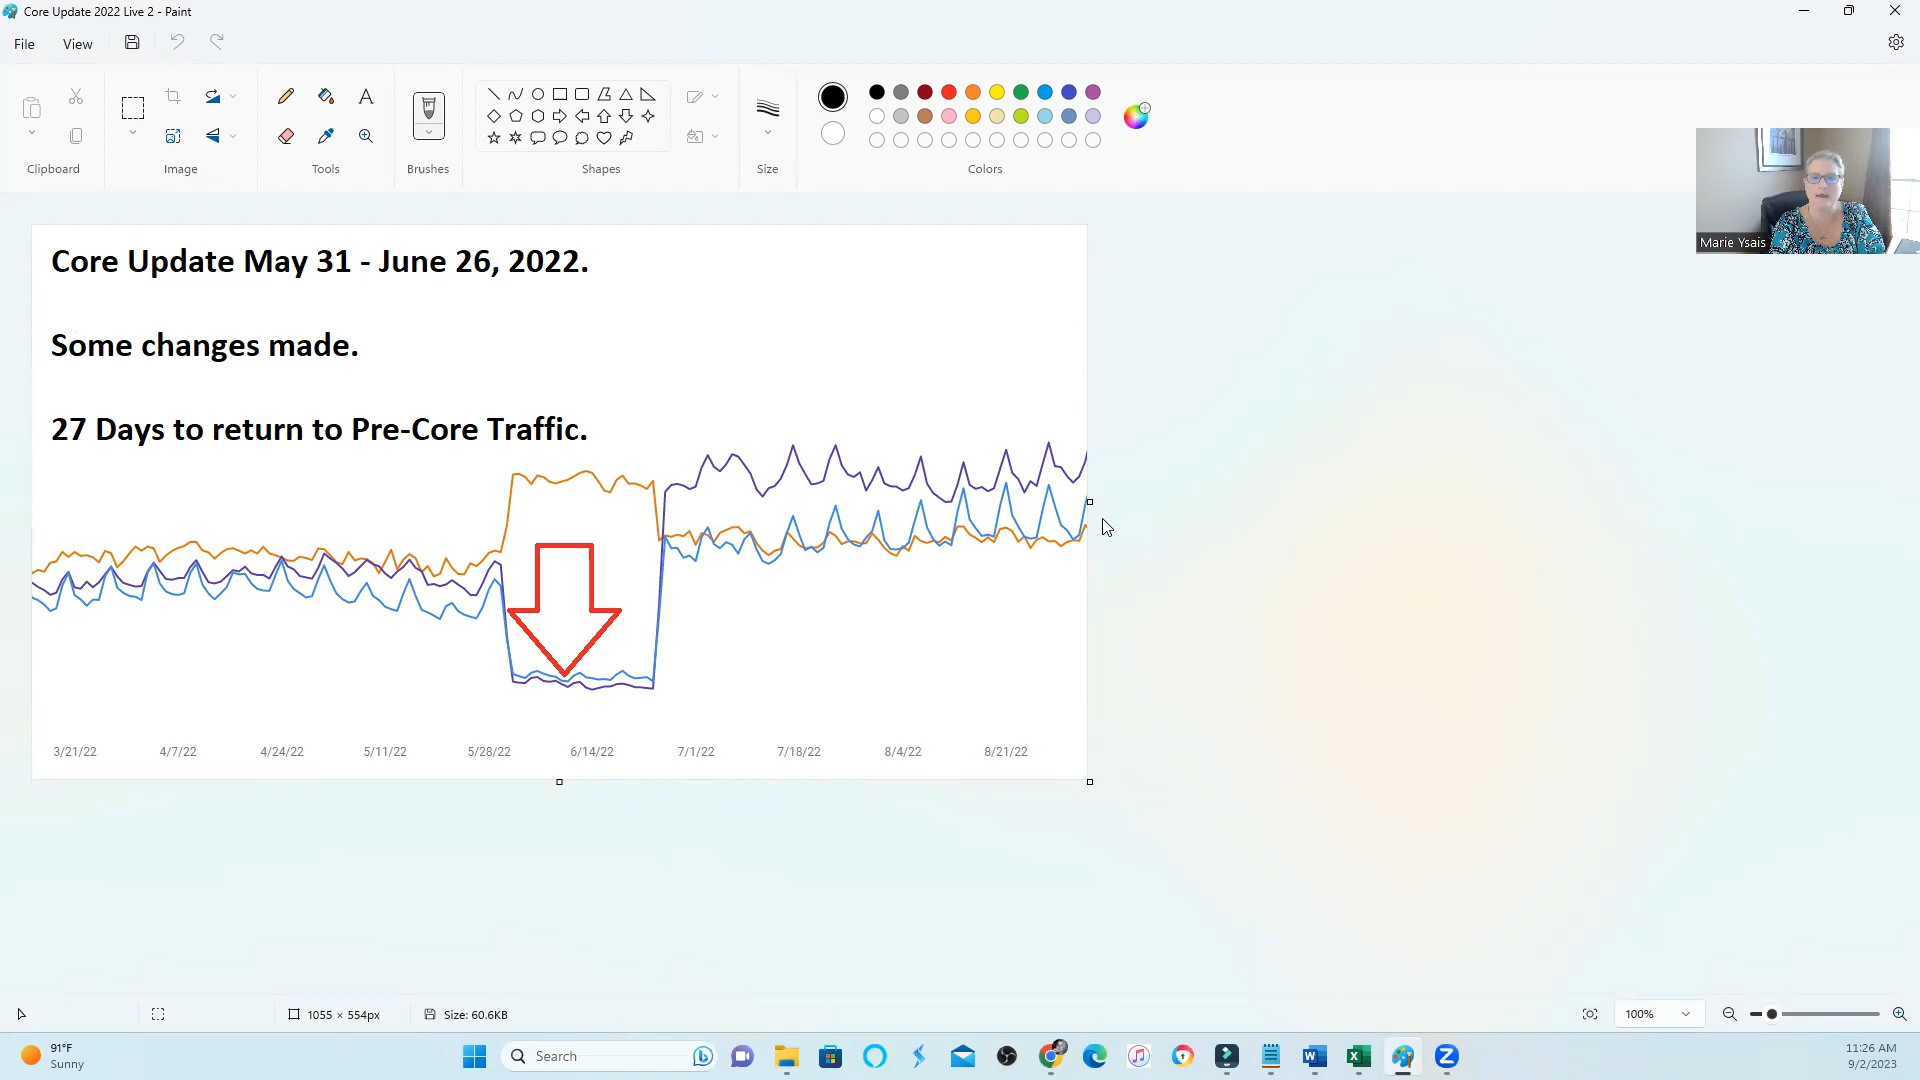 Core Update 2022 Live 2 - Paint
File View
Clipboard Image Tools Brushes Shapes Size Colors
Marie Ysais
Core Update May 31 - June 26, 2022.
Some changes made.
27 Days to return to Pre-Core Traffic.
3/21/22 4/7/22 4/24/22 5/11/22 5/28/22 6/14/22 7/1/22 7/18/22 8/4/22 8/21/22
1055 × 554px Size: 60.6KB 100%
91°F
Sunny
Search
11:26 AM
9/2/2023